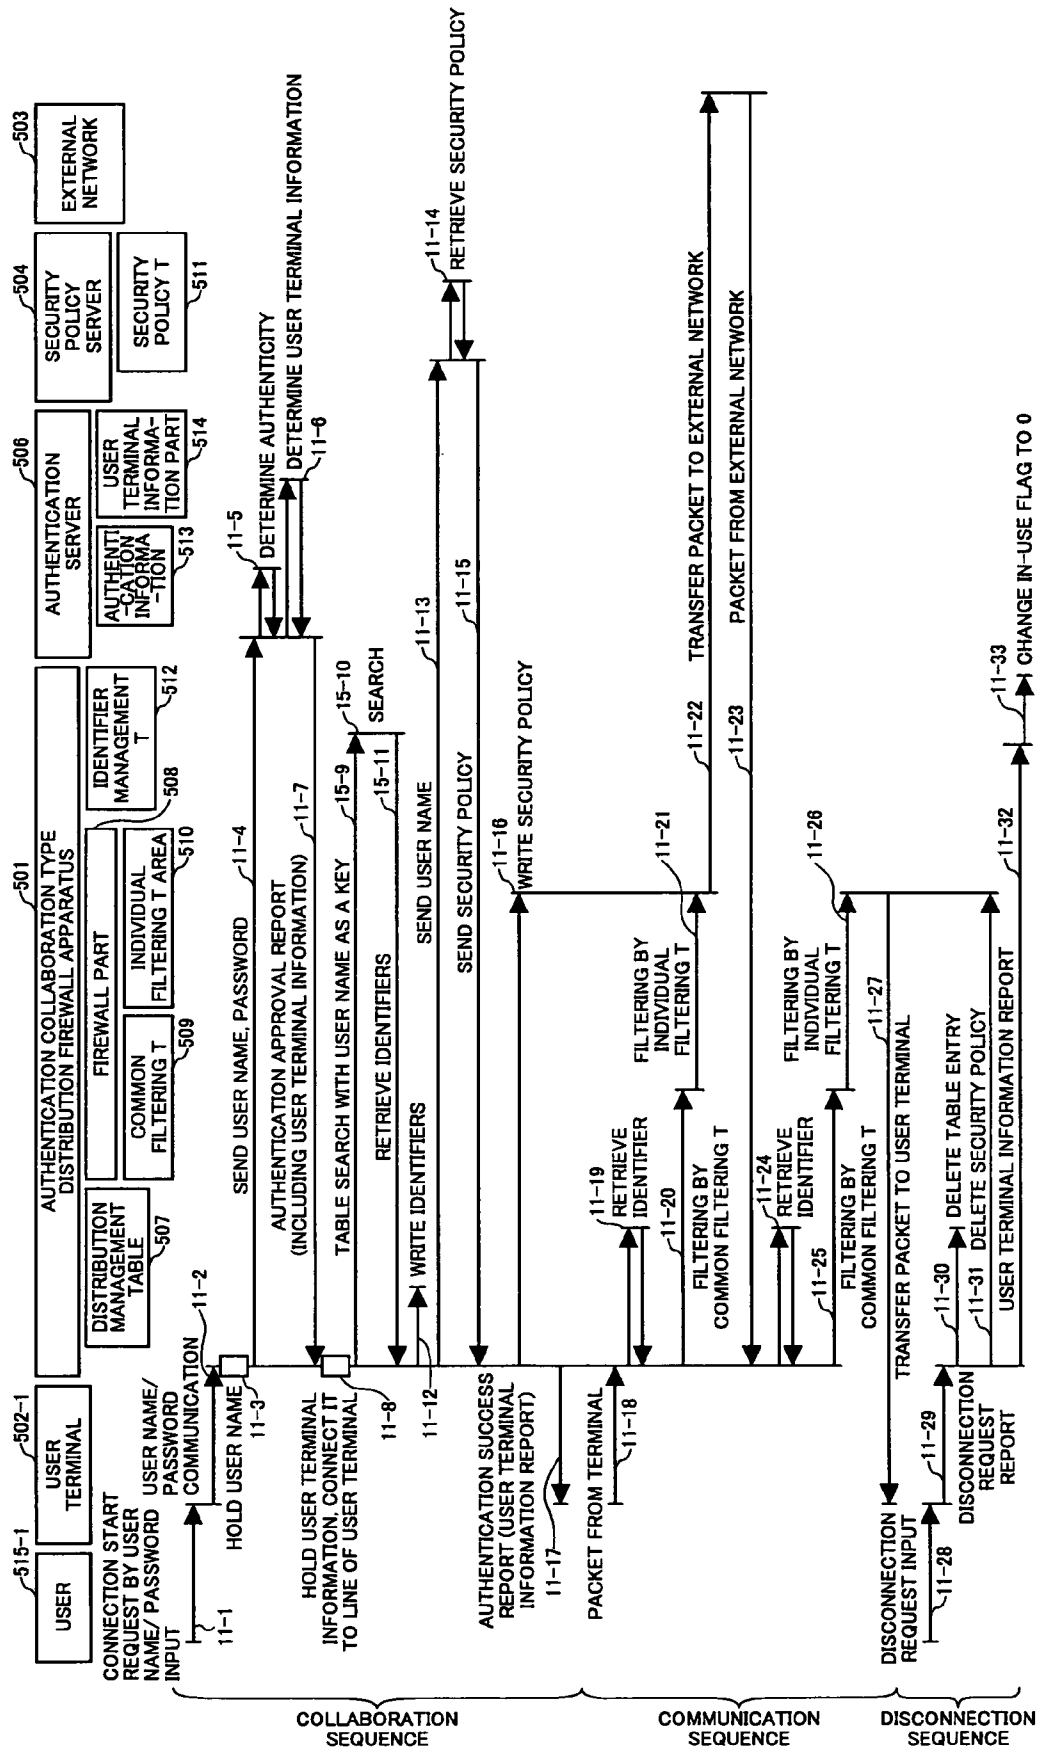 515-1
USER
502-1
USER
TERMINAL
501
AUTHENTICATION COLLABORATION TYPE
DISTRIBUTION FIREWALL APPARATUS
DISTRIBUTION
MANAGEMENT
TABLE
507
FIREWALL PART
508
COMMON
FILTERING T
509
INDIVIDUAL
FILTERING T AREA
510
IDENTIFIER
MANAGEMENT
T
512
506
AUTHENTICATION
SERVER
AUTHENTI
-CATION
INFORMA
-TION
513
USER
TERMINAL
INFORMA-
TION PART
514
504
SECURITY
POLICY
SERVER
SECURITY
POLICY T
511
503
EXTERNAL
NETWORK
CONNECTION START
REQUEST BY USER
NAME/ PASSWORD
INPUT
11-1
USER NAME/
PASSWORD
COMMUNICATION
11-2
HOLD USER NAME
11-3
SEND USER NAME, PASSWORD
11-4
11-5
DETERMINE AUTHENTICITY
DETERMINE USER TERMINAL INFORMATION
11-6
AUTHENTICATION APPROVAL REPORT
(INCLUDING USER TERMINAL INFORMATION)
11-7
HOLD USER TERMINAL
INFORMATION, CONNECT IT
TO LINE OF USER TERMINAL
11-8
TABLE SEARCH WITH USER NAME AS A KEY
15-9
15-10
SEARCH
RETRIEVE IDENTIFIERS
15-11
WRITE IDENTIFIERS
11-12
SEND USER NAME
11-13
11-14
RETRIEVE SECURITY POLICY
SEND SECURITY POLICY
11-15
11-16
WRITE SECURITY POLICY
AUTHENTICATION SUCCESS
REPORT (USER TERMINAL
INFORMATION REPORT)
11-17
PACKET FROM TERMINAL
11-18
11-19
RETRIEVE
IDENTIFIER
11-20
FILTERING BY
COMMON FILTERING T
FILTERING BY
INDIVIDUAL
FILTERING T
11-21
11-22
TRANSFER PACKET TO EXTERNAL NETWORK
11-23
PACKET FROM EXTERNAL NETWORK
11-24
RETRIEVE
IDENTIFIER
11-25
FILTERING BY
COMMON FILTERING T
FILTERING BY
INDIVIDUAL
FILTERING T
11-26
11-27
TRANSFER PACKET TO USER TERMINAL
DISCONNECTION
REQUEST INPUT
11-28
11-29
DISCONNECTION
REQUEST
REPORT
11-30
DELETE TABLE ENTRY
11-31
DELETE SECURITY POLICY
USER TERMINAL INFORMATION REPORT
11-32
11-33
CHANGE IN-USE FLAG TO 0
COLLABORATION
SEQUENCE
COMMUNICATION
SEQUENCE
DISCONNECTION
SEQUENCE